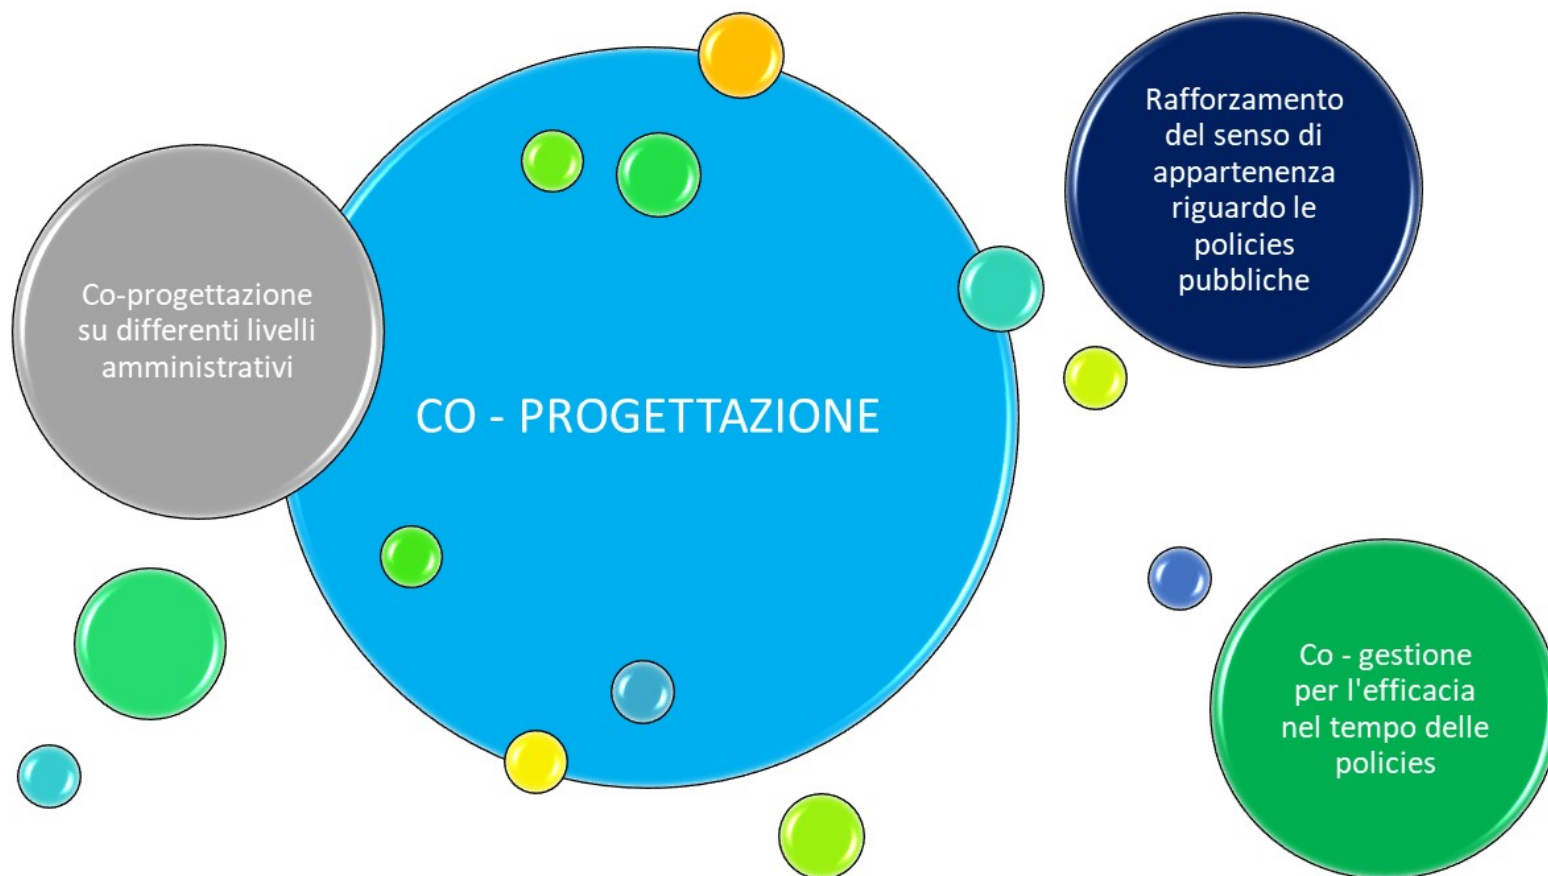 Co-progettazione
su differenti livelli
amministrativi
CO - PROGETTAZIONE
Rafforzamento
del senso di
appartenenza
riguardo le
policies
pubbliche
Co - gestione
per l'efficacia
nel tempo delle
policies